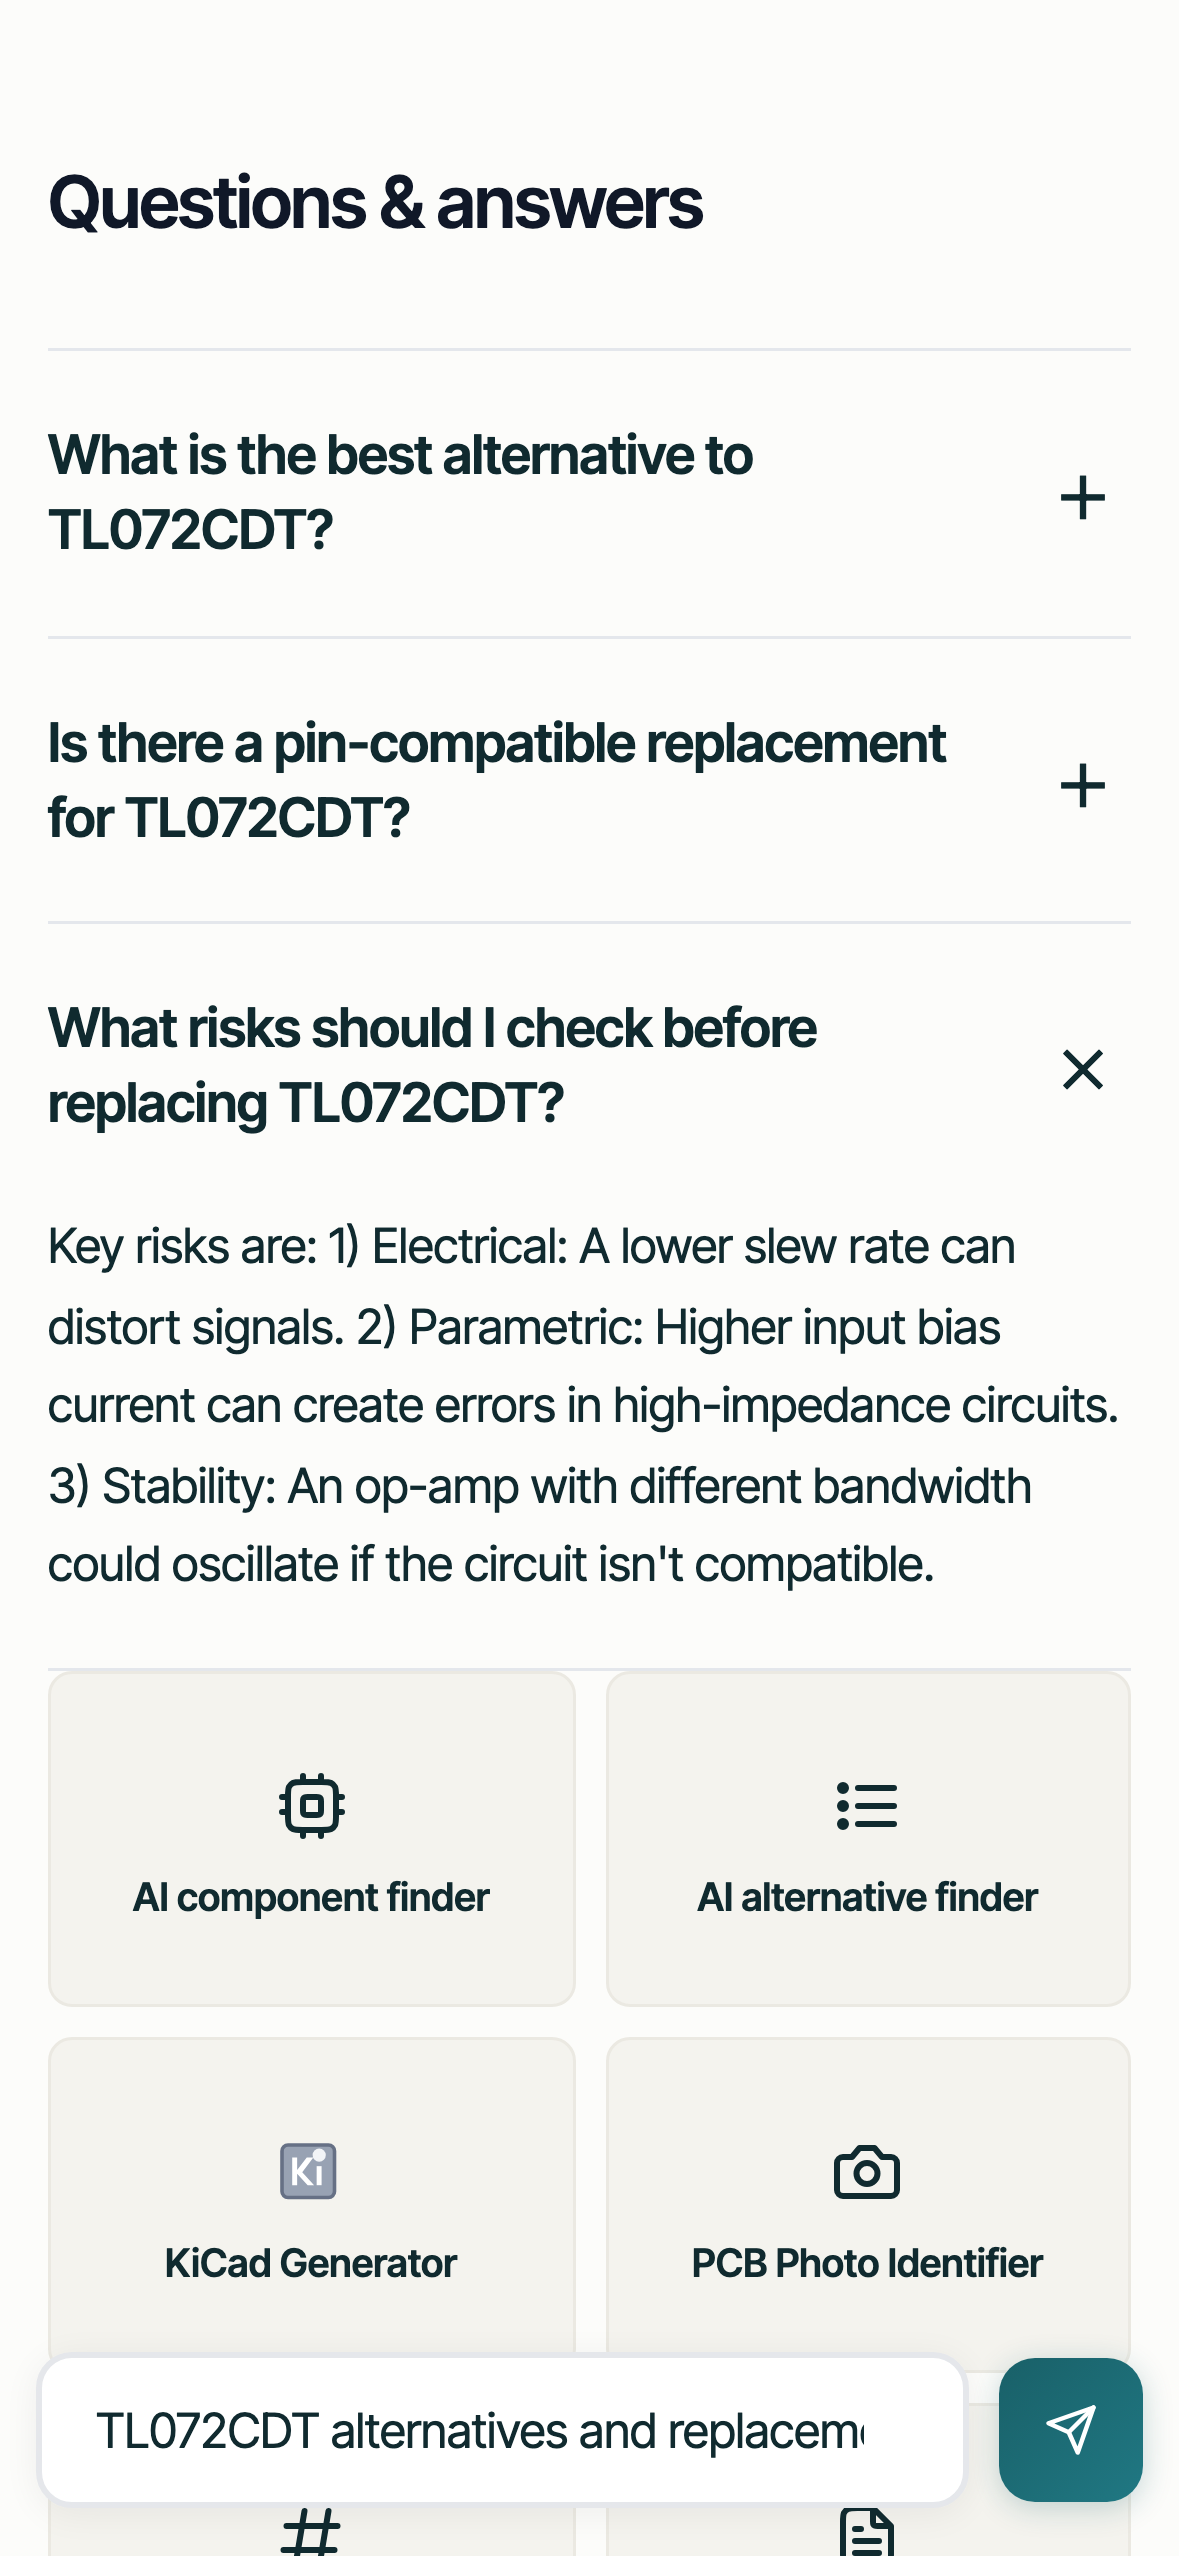 Questions & answers
What is the best alternative to
TL072CDT?
Is there a pin-compatible replacement
for TL072CDT?
What risks should I check before
replacing TL072CDT?
Key risks are: 1) Electrical: A lower slew rate can
distort signals. 2) Parametric: Higher input bias
current can create errors in high-impedance circuits.
3) Stability: An op-amp with different bandwidth
could oscillate if the circuit isn't compatible.
AI component finder
AI alternative finder
Ki
KiCad Generator
PCB Photo Identifier
TL072CDT alternatives and replacem